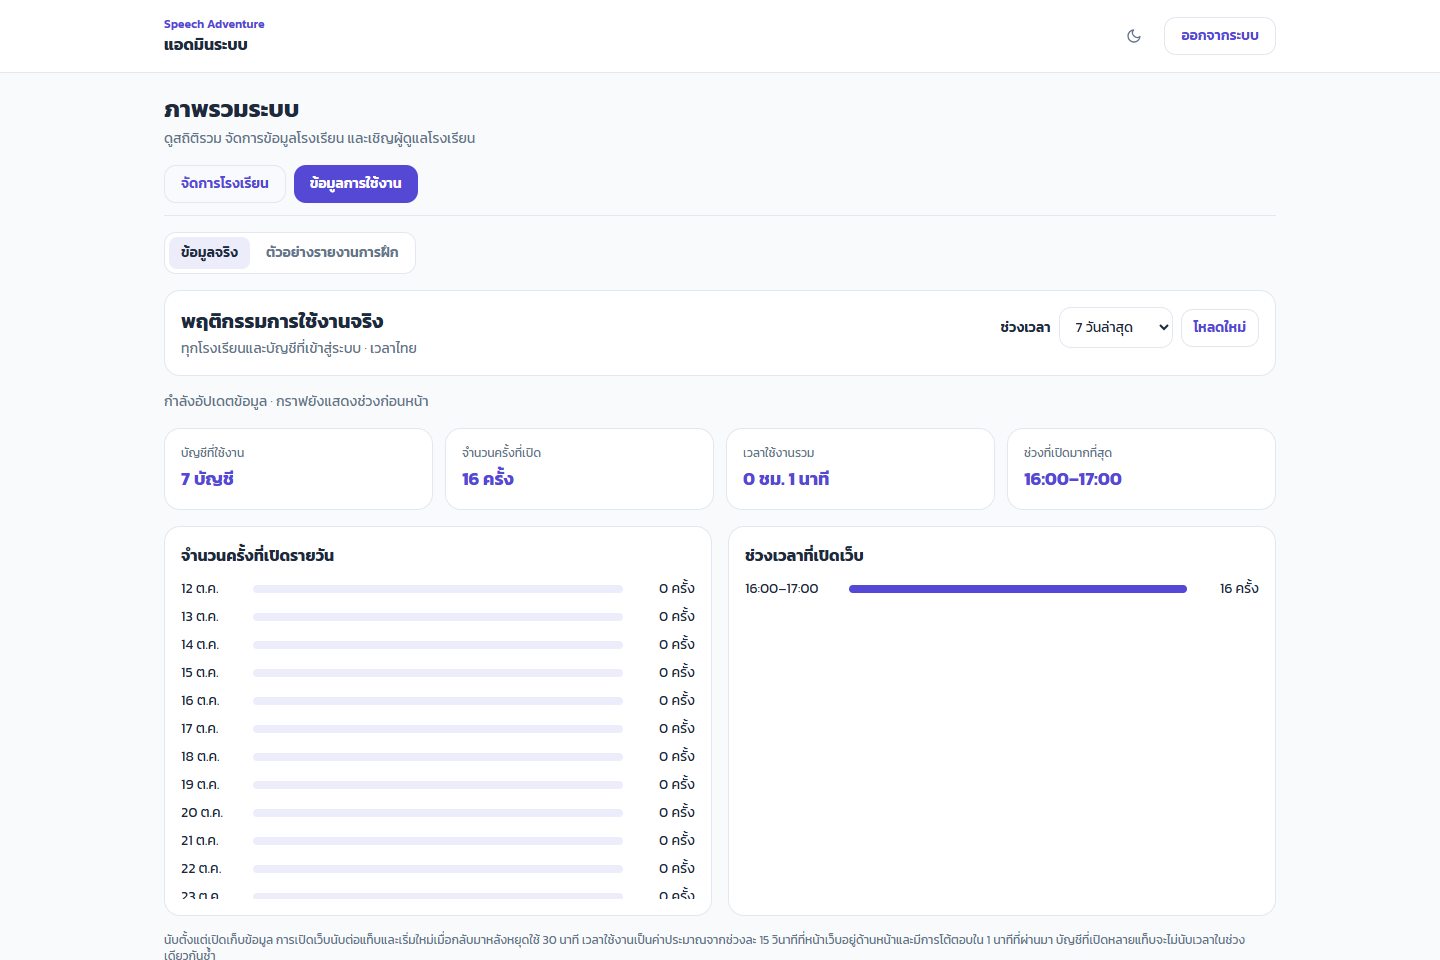 Speech Adventure
แอดมินระบบ
ออกจากระบบ
ภาพรวมระบบ
ดูสถิติรวม จัดการข้อมูลโรงเรียน และเชิญผู้ดูแลโรงเรียน
จัดการโรงเรียน
ข้อมูลการใช้งาน
ข้อมูลจริง
ตัวอย่างรายงานการฝึก
พฤติกรรมการใช้งานจริง
ทุกโรงเรียนและบัญชีที่เข้าสู่ระบบ · เวลาไทย
ช่วงเวลา
7 วันล่าสุด
โหลดใหม่
กำลังอัปเดตข้อมูล · กราฟยังแสดงช่วงก่อนหน้า
บัญชีที่ใช้งาน
7 บัญชี
จำนวนครั้งที่เปิด
16 ครั้ง
เวลาใช้งานรวม
0 ชม. 1 นาที
ช่วงที่เปิดมากที่สุด
16:00–17:00
จำนวนครั้งที่เปิดรายวัน
12 ต.ค. 0 ครั้ง
13 ต.ค. 0 ครั้ง
14 ต.ค. 0 ครั้ง
15 ต.ค. 0 ครั้ง
16 ต.ค. 0 ครั้ง
17 ต.ค. 0 ครั้ง
18 ต.ค. 0 ครั้ง
19 ต.ค. 0 ครั้ง
20 ต.ค. 0 ครั้ง
21 ต.ค. 0 ครั้ง
22 ต.ค. 0 ครั้ง
23 ต.ค. 0 ครั้ง
ช่วงเวลาที่เปิดเว็บ
16:00–17:00 16 ครั้ง
นับตั้งแต่เปิดเก็บข้อมูล การเปิดเว็บนับต่อแท็บและเริ่มใหม่เมื่อกลับมาหลังหยุดใช้ 30 นาที เวลาใช้งานเป็นค่าประมาณจากช่วงละ 15 วินาทีที่หน้าเว็บอยู่ด้านหน้าและมีการโต้ตอบใน 1 นาทีที่ผ่านมา บัญชีที่เปิดหลายแท็บจะไม่นับเวลาในช่วง
เดียวกันซ้ำ